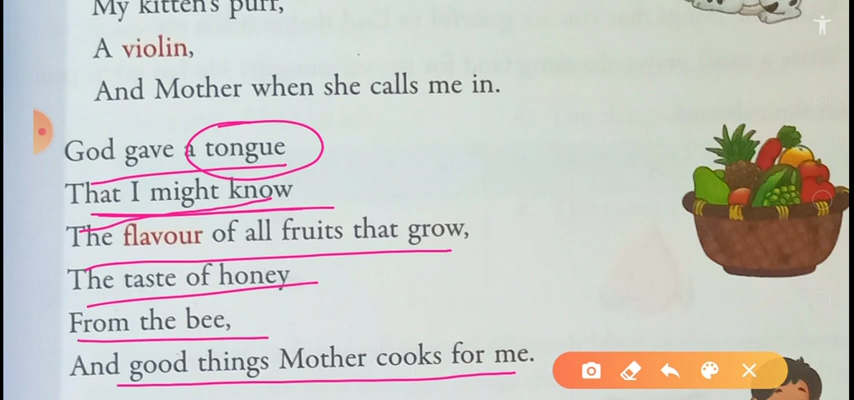 My kitten's purr,
A violin,
And Mother when she calls me in.
God gave a tongue
That I might know
The flavour of all fruits that grow,
The taste of honey
From the bee,
And good things Mother cooks for me.